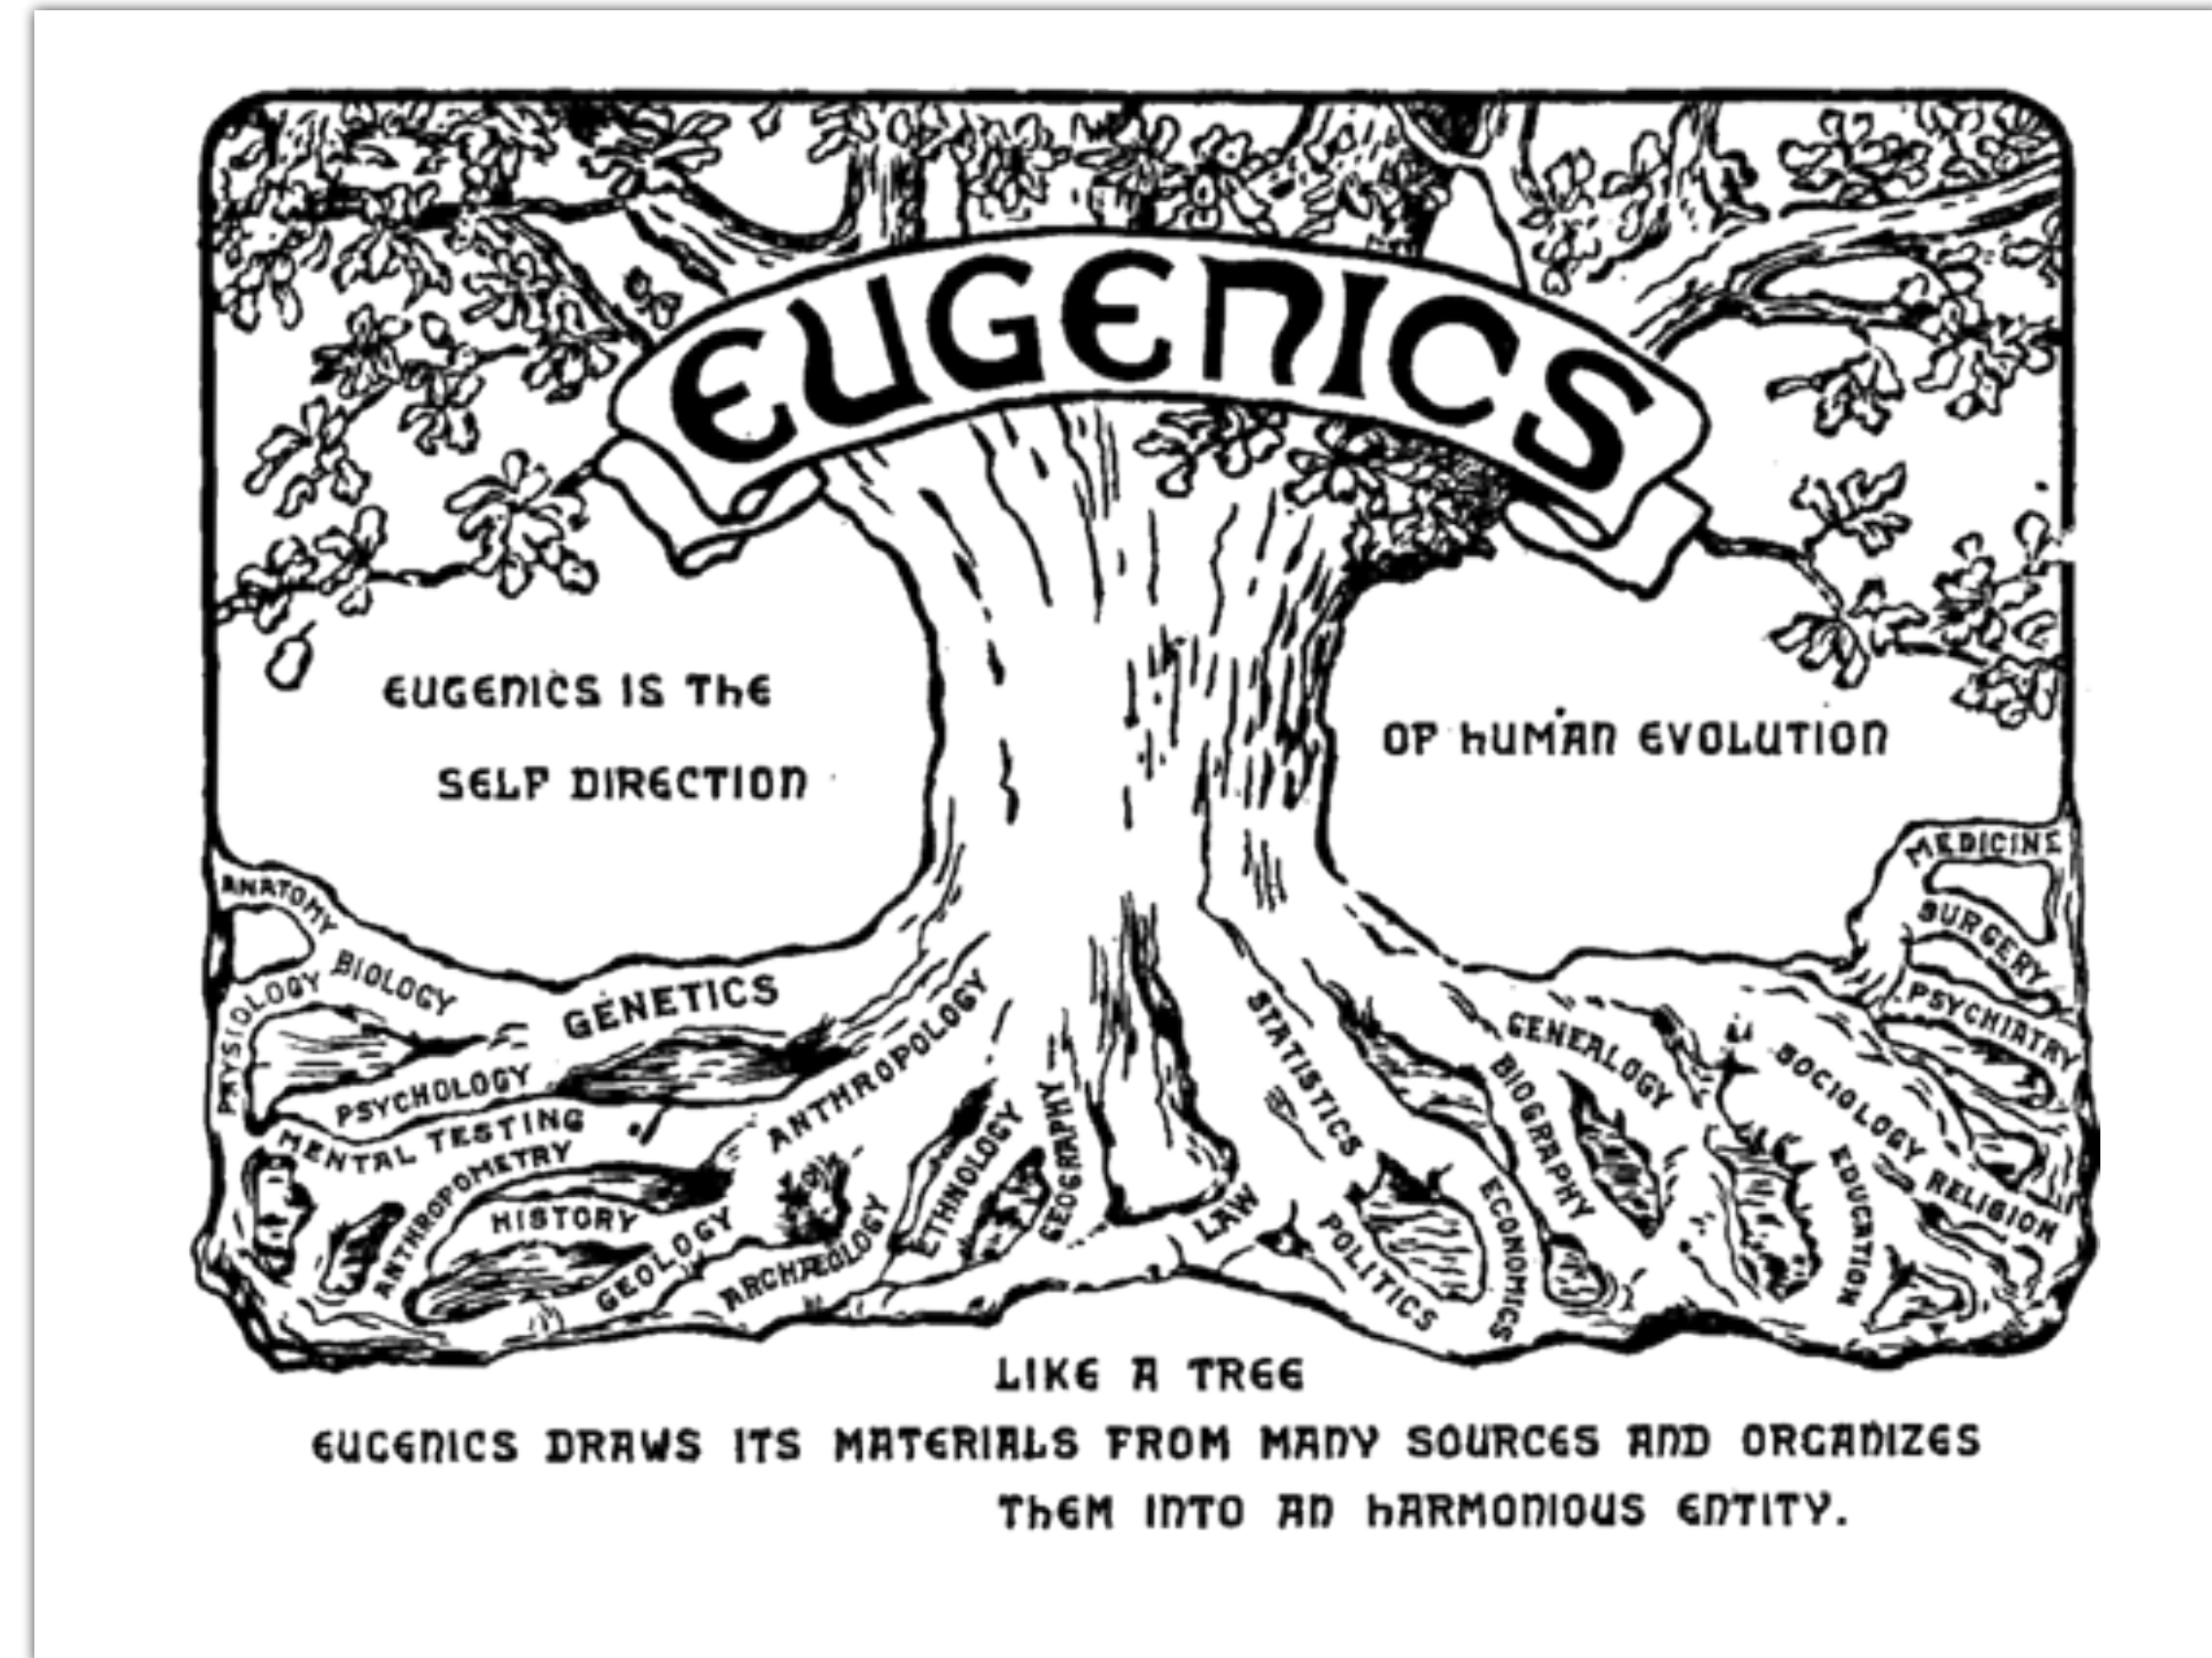 EUGENICS
EUGENICS IS THE
SELF DIRECTION
OF HUMAN EVOLUTION
ANATOMY
BIOLOGY
PHYSIOLOGY
GENETICS
PSYCHOLOGY
MENTAL TESTING
ANTHROPOMETRY
HISTORY
GEOLOGY
ANTHROPOLOGY
ARCHÆOLOGY
ETHNOLOGY
GEOGRAPHY
LAW
STATISTICS
POLITICS
ECONOMICS
BIOGRAPHY
GENEALOGY
EDUCATION
SOCIOLOGY
RELIGION
PSYCHIATRY
SURGERY
MEDICINE
LIKE A TREE
EUGENICS DRAWS ITS MATERIALS FROM MANY SOURCES AND ORGANIZES
THEM INTO AN HARMONIOUS ENTITY.